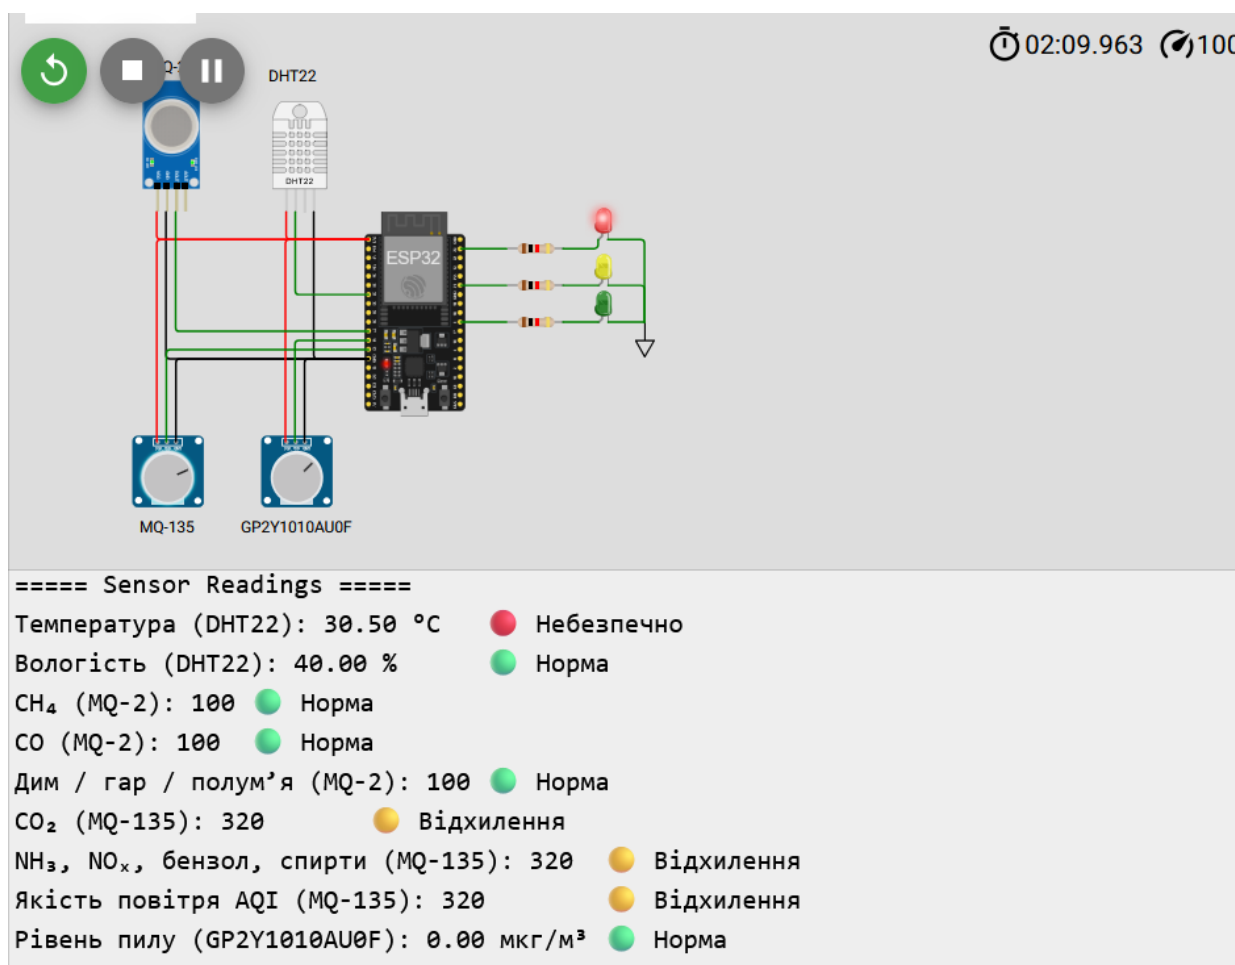 02:09.963 100
DHT22
DHT22
ESP32
MQ-135 GP2Y1010AU0F
===== Sensor Readings =====
Температура (DHT22): 30.50 °C 🔴 Небезпечно
Вологість (DHT22): 40.00 % 🟢 Норма
CH₄ (MQ-2): 100 🟢 Норма
CO (MQ-2): 100 🟢 Норма
Дим / гар / полум’я (MQ-2): 100 🟢 Норма
CO₂ (MQ-135): 320 🟡 Відхилення
NH₃, NOₓ, бензол, спирти (MQ-135): 320 🟡 Відхилення
Якість повітря AQI (MQ-135): 320 🟡 Відхилення
Рівень пилу (GP2Y1010AU0F): 0.00 мкг/м³ 🟢 Норма